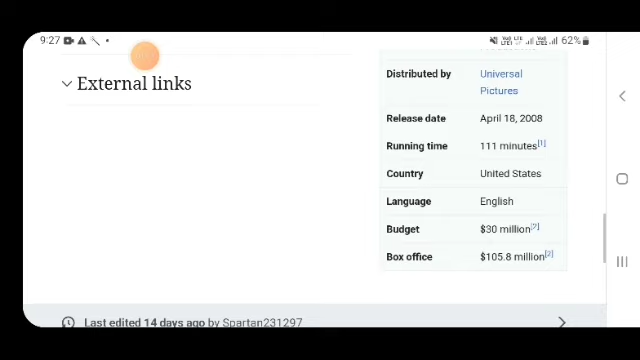 9:27
62%
External links
Distributed by Universal Pictures
Release date April 18, 2008
Running time 111 minutes[1]
Country United States
Language English
Budget $30 million[2]
Box office $105.8 million[2]
Last edited 14 days ago by Spartan231297